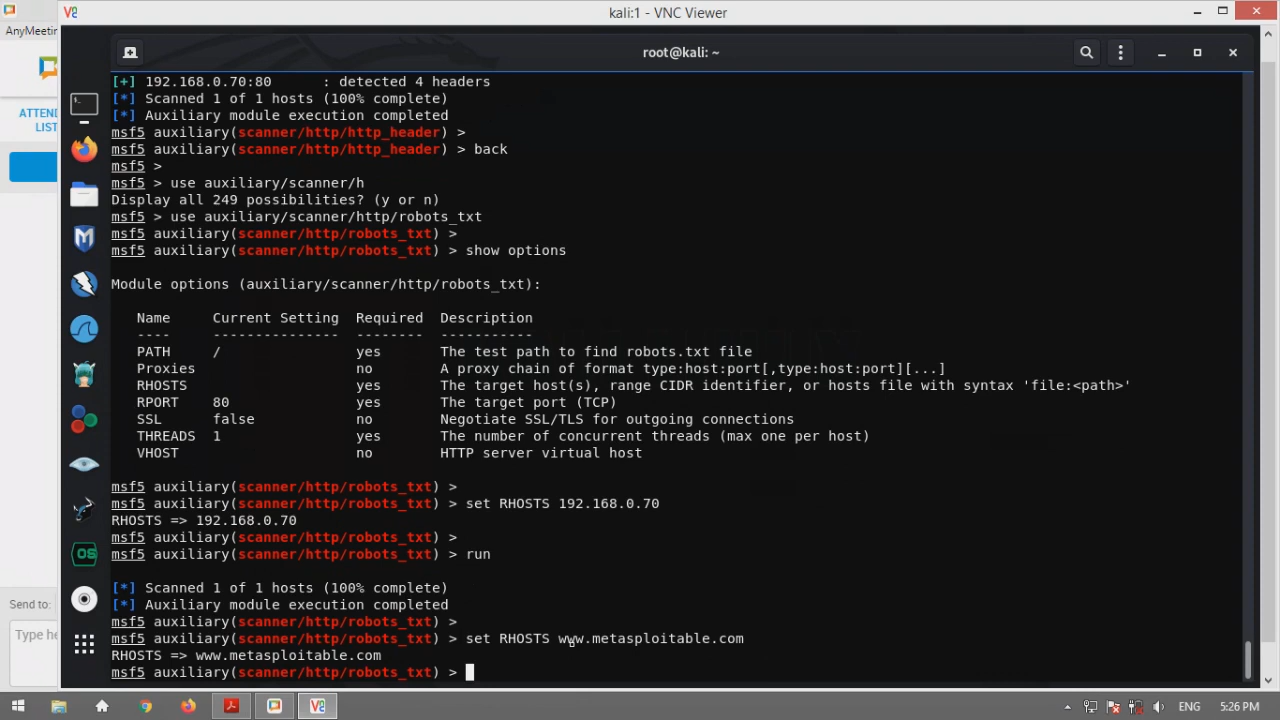 kali:1 - VNC Viewer
AnyMeetin
root@kali: ~
ATTEND
LIST
[+] 192.168.0.70:80      : detected 4 headers
[*] Scanned 1 of 1 hosts (100% complete)
[*] Auxiliary module execution completed
msf5 auxiliary(scanner/http/http_header) >
msf5 auxiliary(scanner/http/http_header) > back
msf5 >
msf5 > use auxiliary/scanner/h
Display all 249 possibilities? (y or n)
msf5 > use auxiliary/scanner/http/robots_txt
msf5 auxiliary(scanner/http/robots_txt) >
msf5 auxiliary(scanner/http/robots_txt) > show options
Module options (auxiliary/scanner/http/robots_txt):
Name     Current Setting  Required  Description
----     ---------------  --------  -----------
PATH     /                yes       The test path to find robots.txt file
Proxies                   no        A proxy chain of format type:host:port[,type:host:port][...]
RHOSTS                    yes       The target host(s), range CIDR identifier, or hosts file with syntax 'file:<path>'
RPORT    80               yes       The target port (TCP)
SSL      false            no        Negotiate SSL/TLS for outgoing connections
THREADS  1                yes       The number of concurrent threads (max one per host)
VHOST                     no        HTTP server virtual host
msf5 auxiliary(scanner/http/robots_txt) >
msf5 auxiliary(scanner/http/robots_txt) > set RHOSTS 192.168.0.70
RHOSTS => 192.168.0.70
msf5 auxiliary(scanner/http/robots_txt) >
msf5 auxiliary(scanner/http/robots_txt) > run
[*] Scanned 1 of 1 hosts (100% complete)
[*] Auxiliary module execution completed
msf5 auxiliary(scanner/http/robots_txt) >
msf5 auxiliary(scanner/http/robots_txt) > set RHOSTS www.metasploitable.com
RHOSTS => www.metasploitable.com
msf5 auxiliary(scanner/http/robots_txt) >
Send to:
Type he
ENG
5:26 PM